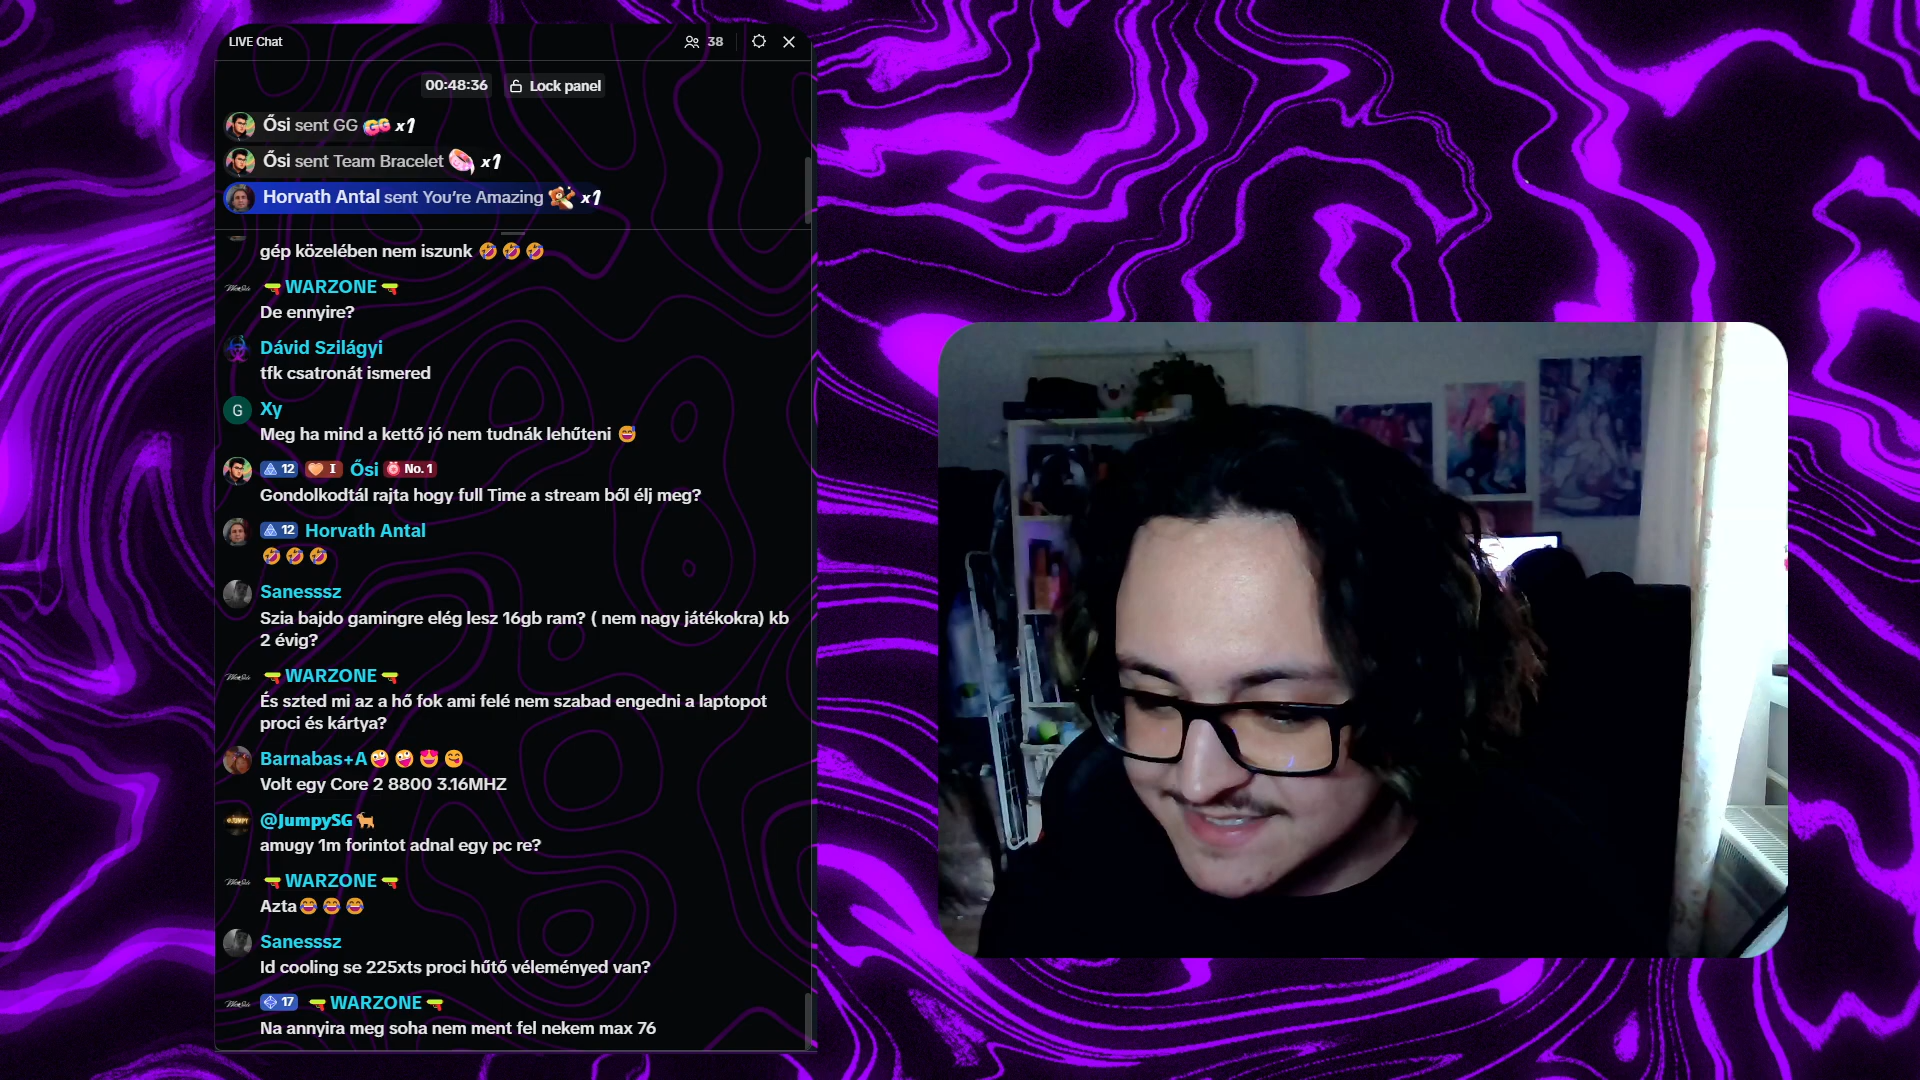 LIVE Chat 38
00:48:36 Lock panel
Ősi sent GG GG x1
Ősi sent Team Bracelet x1
Horvath Antal sent You're Amazing x1
gép közelében nem iszunk 🤣 🤣 🤣
🔫 WARZONE 🔫
De ennyire?
Dávid Szilágyi
tfk csatronát ismered
G Xy
Meg ha mind a kettő jó nem tudnák lehűteni 😅
12 I Ősi No. 1
Gondolkodtál rajta hogy full Time a stream ből élj meg?
12 Horvath Antal
🤣 🤣 🤣
Sanesssz
Szia bajdo gamingre elég lesz 16gb ram? ( nem nagy játékokra) kb
2 évig?
🔫 WARZONE 🔫
És szted mi az a hő fok ami felé nem szabad engedni a laptopot
proci és kártya?
Barnabas+A🤪 🤪 😍 😋
Volt egy Core 2 8800 3.16MHZ
@JumpySG🐕
amugy 1m forintot adnal egy pc re?
🔫 WARZONE 🔫
Azta😂 😂 😂
Sanesssz
Id cooling se 225xts proci hűtő véleményed van?
17 🔫 WARZONE 🔫
Na annyira meg soha nem ment fel nekem max 76